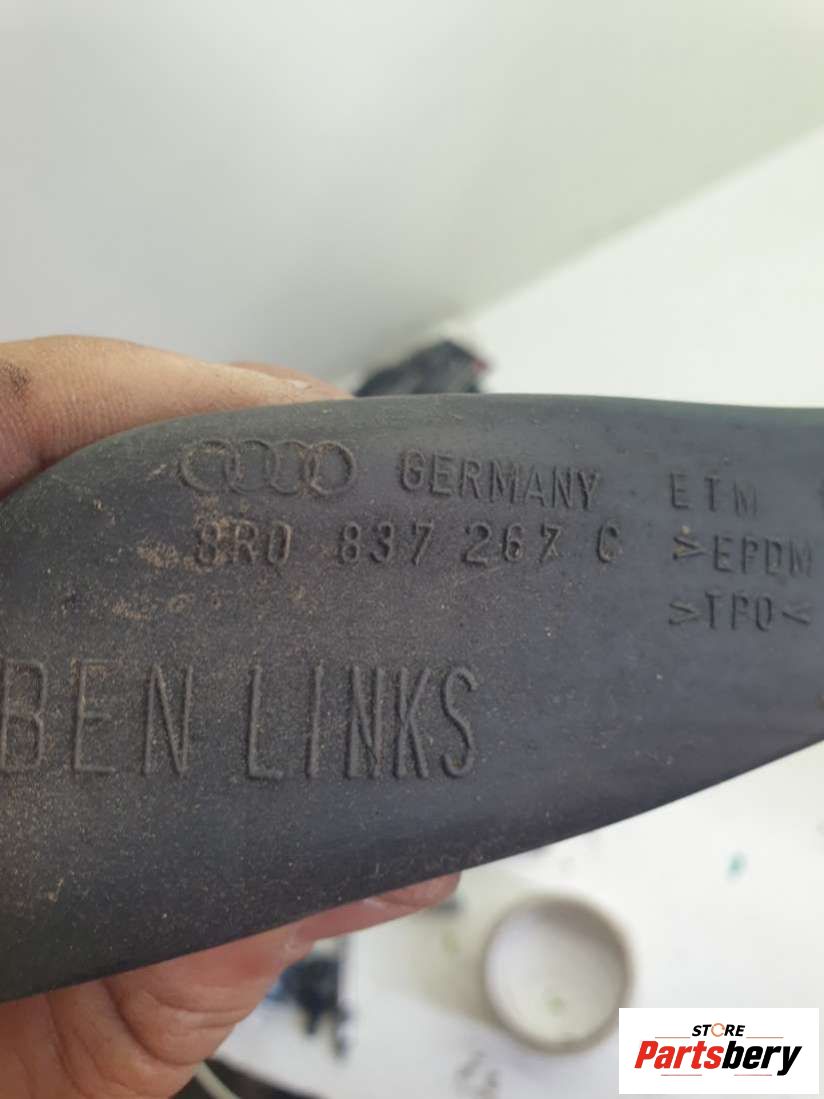 GERMANY ETM
8R0 837 267 C >EPDM
>TPO<
BEN LINKS
STORE
Partsbery